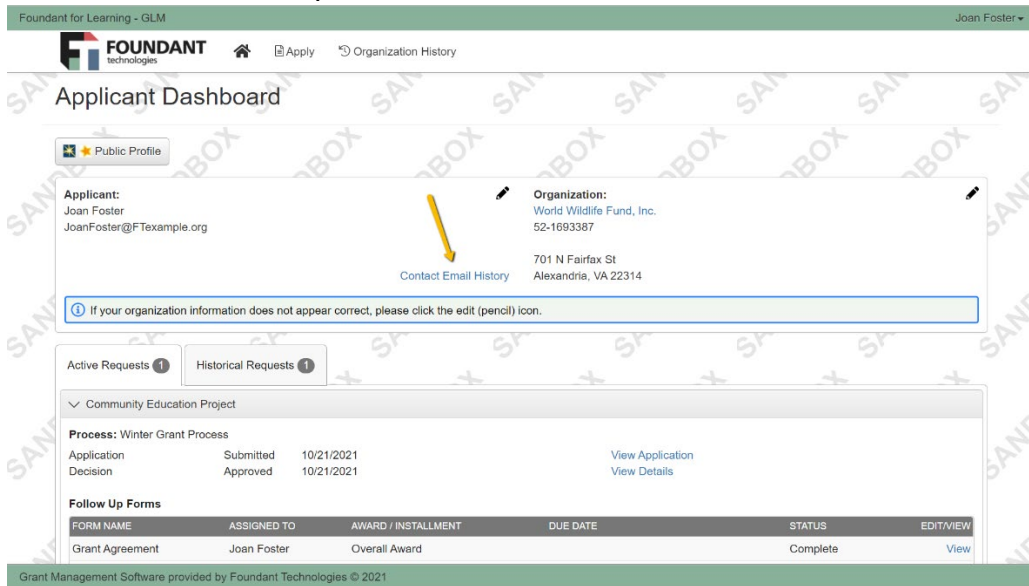 Foundant for Learning - GLM
Joan Foster
FOUNDANT
technologies
Apply
Organization History
Applicant Dashboard
Public Profile
Applicant:
Joan Foster
JoanFoster@FTexample.org
Contact Email History
Organization:
World Wildlife Fund, Inc.
52-1693387
701 N Fairfax St
Alexandria, VA 22314
If your organization information does not appear correct, please click the edit (pencil) icon.
Active Requests 1
Historical Requests 1
Community Education Project
Process: Winter Grant Process
Application Submitted 10/21/2021 View Application
Decision Approved 10/21/2021 View Details
Follow Up Forms
FORM NAME ASSIGNED TO AWARD / INSTALLMENT DUE DATE STATUS EDIT/VIEW
Grant Agreement Joan Foster Overall Award Complete View
Grant Management Software provided by Foundant Technologies © 2021
SANDBOX